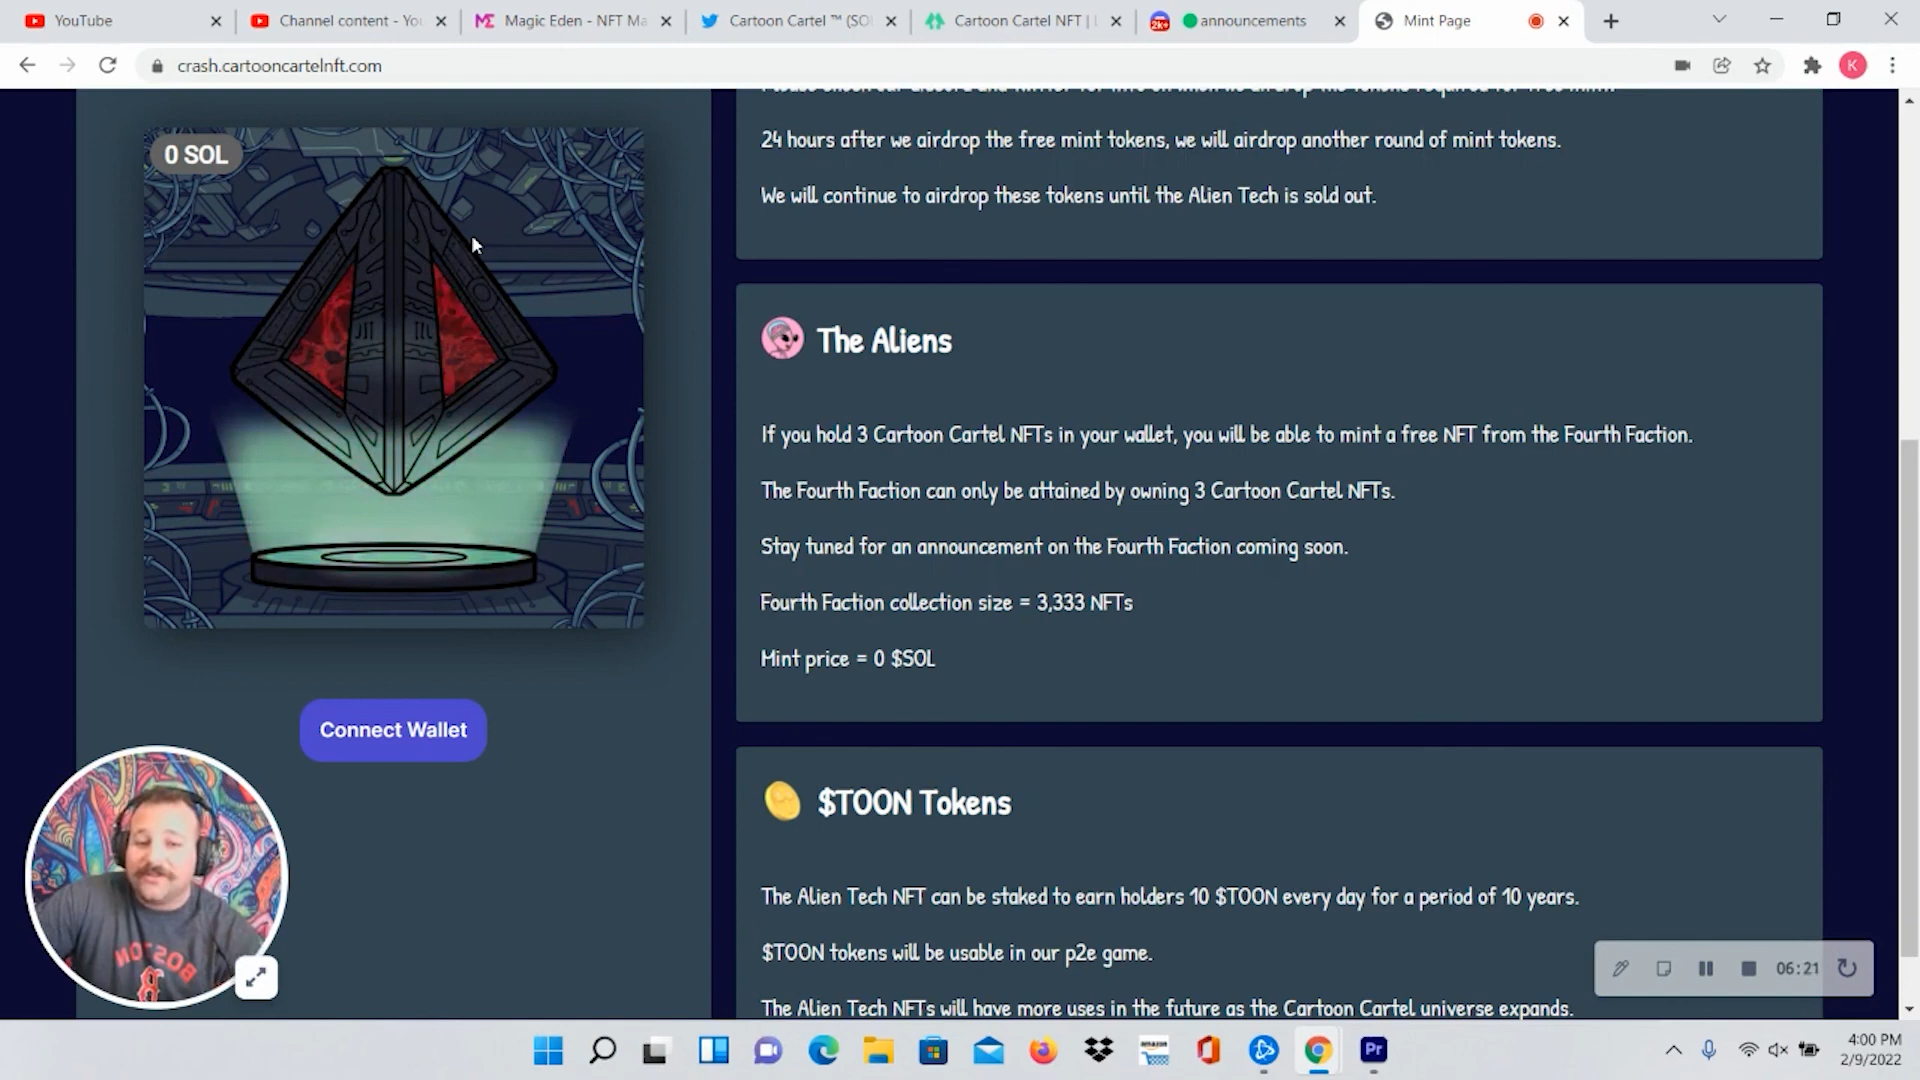 YouTube
Channel content - You
Magic Eden - NFT Ma
Cartoon Cartel ™ (SO
Cartoon Cartel NFT |
announcements
Mint Page
crash.cartooncartelnft.com
K
0 SOL
24 hours after we airdrop the free mint tokens, we will airdrop another round of mint tokens.
We will continue to airdrop these tokens until the Alien Tech is sold out.
The Aliens
If you hold 3 Cartoon Cartel NFTs in your wallet, you will be able to mint a free NFT from the Fourth Faction.
The Fourth Faction can only be attained by owning 3 Cartoon Cartel NFTs.
Stay tuned for an announcement on the Fourth Faction coming soon.
Fourth Faction collection size = 3,333 NFTs
Mint price = 0 $SOL
Connect Wallet
$TOON Tokens
The Alien Tech NFT can be staked to earn holders 10 $TOON every day for a period of 10 years.
$TOON tokens will be usable in our p2e game.
The Alien Tech NFTs will have more uses in the future as the Cartoon Cartel universe expands.
BOSTON
B
06:21
amazon
Pr
4:00 PM
2/9/2022